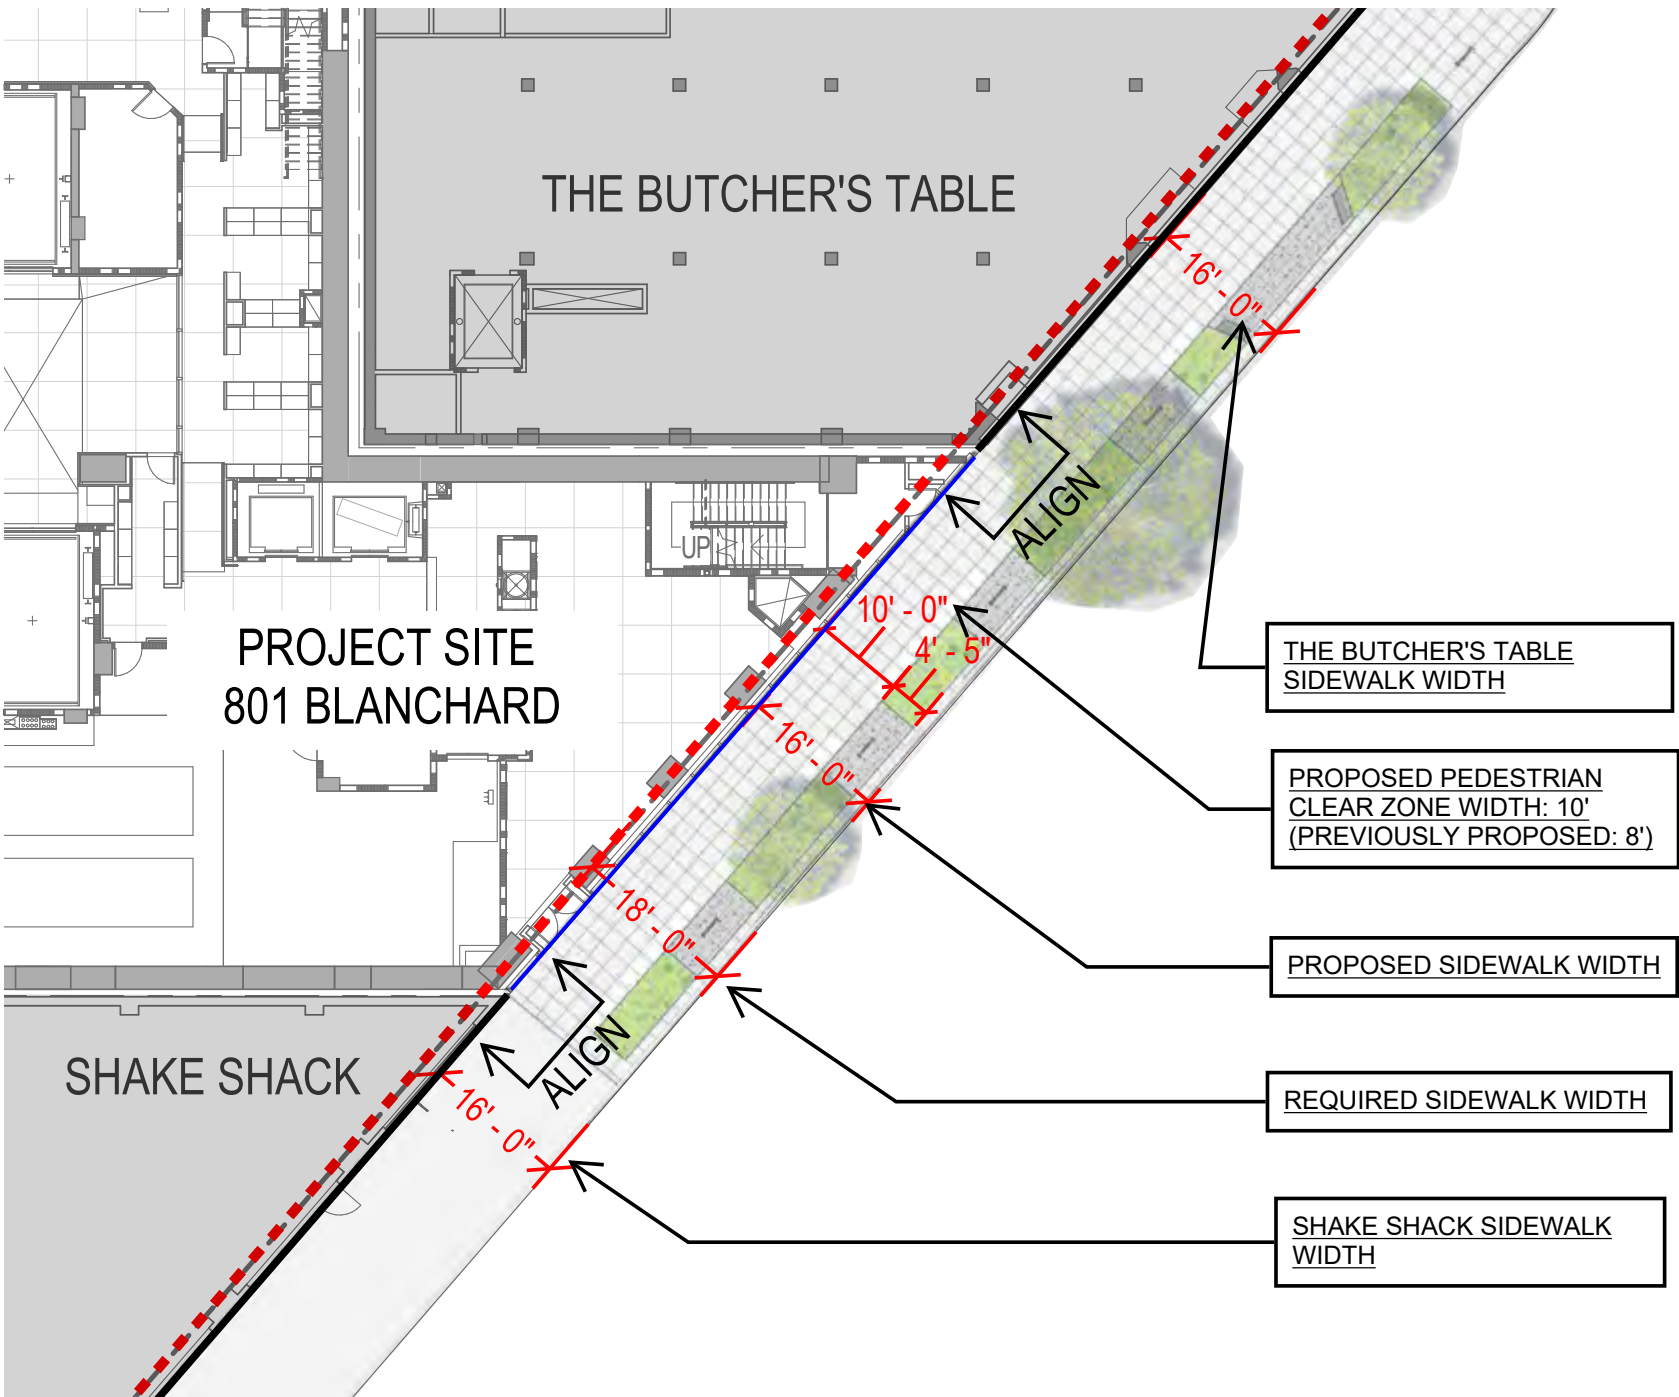 THE BUTCHER'S TABLE
16' - 0"
ALIGN
UP
10' - 0"
4' - 5"
PROJECT SITE
801 BLANCHARD
16' - 0"
18' - 0"
ALIGN
SHAKE SHACK
16' - 0"
THE BUTCHER'S TABLE
SIDEWALK WIDTH
PROPOSED PEDESTRIAN
CLEAR ZONE WIDTH: 10'
(PREVIOUSLY PROPOSED: 8')
PROPOSED SIDEWALK WIDTH
REQUIRED SIDEWALK WIDTH
SHAKE SHACK SIDEWALK
WIDTH